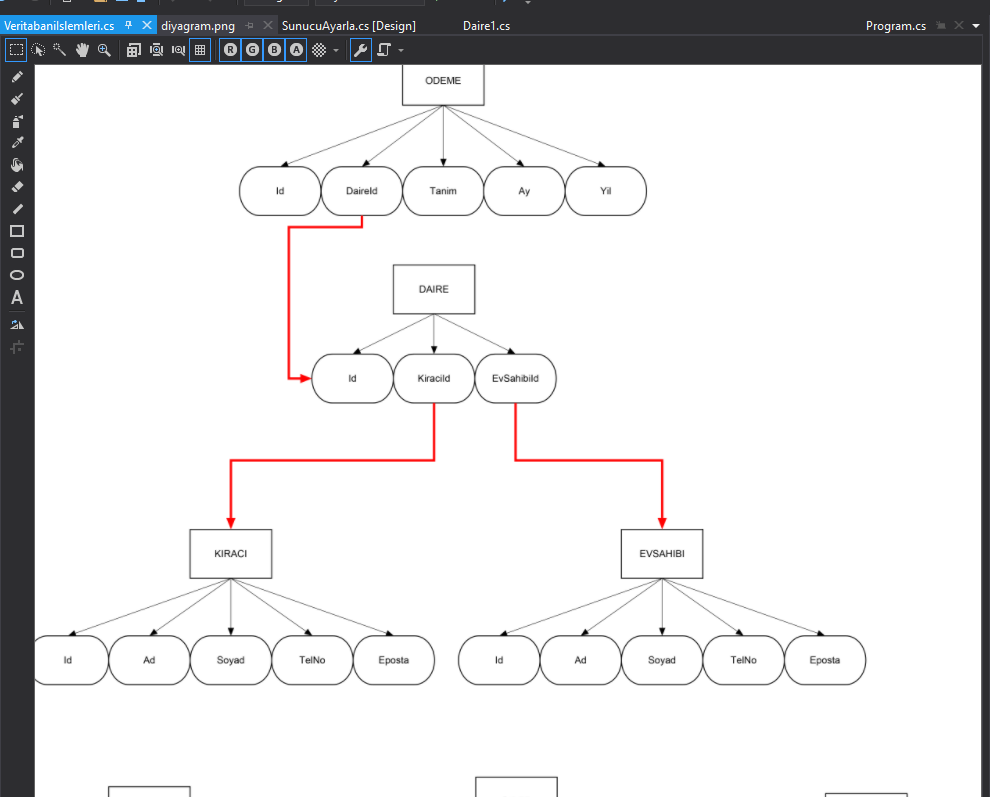 VeritabaniIslemleri.cs
diyagram.png
SunucuAyarla.cs [Design]
Daire1.cs
Program.cs
R G B A
A
ODEME
Id DaireId Tanim Ay Yil
DAIRE
Id KiraciId EvSahibiId
KIRACI EVSAHIBI
Id Ad Soyad TelNo Eposta Id Ad Soyad TelNo Eposta